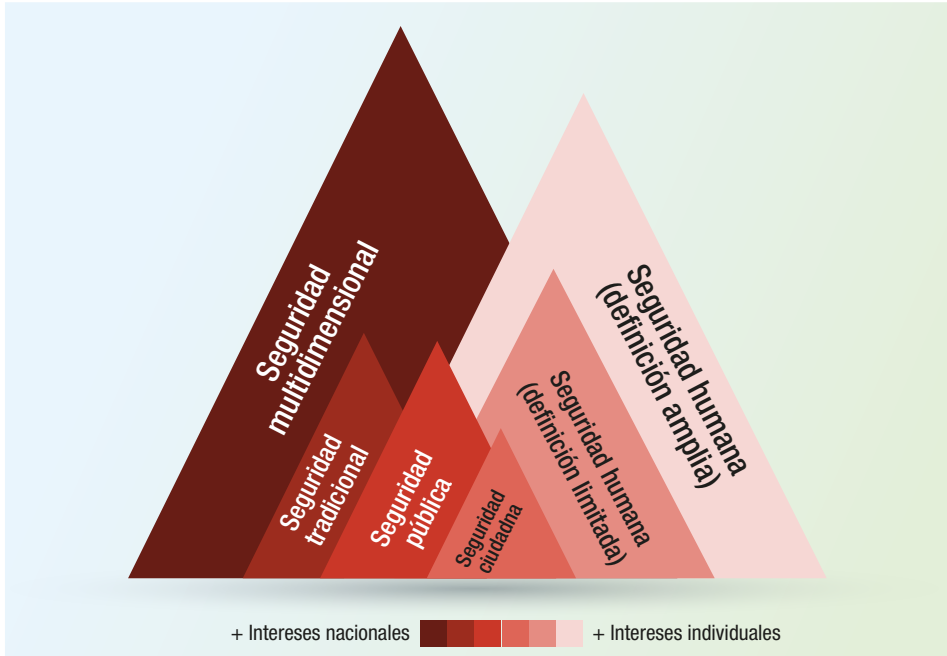 Seguridad
multidimensional
Seguridad
tradicional
Seguridad
pública
Seguridad
ciudadna
Seguridad humana
(definición limitada)
Seguridad humana
(definición amplia)
+ Intereses nacionales
+ Intereses individuales